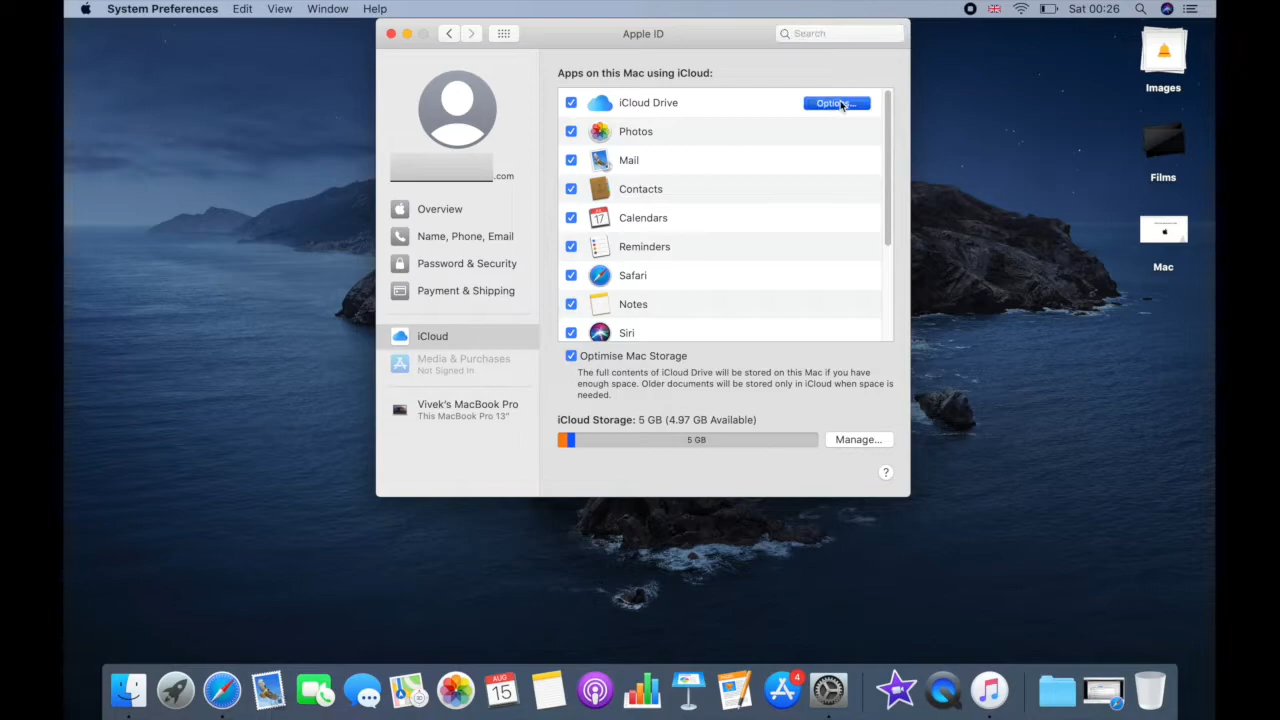 System Preferences Edit View Window Help
Sat 00:26
Apple ID
Search
Apps on this Mac using iCloud:
iCloud Drive
Photos
Mail
Contacts
Calendars
Reminders
Safari
Notes
Siri
.com
Overview
Name, Phone, Email
Password & Security
Payment & Shipping
iCloud
Media & Purchases
Not Signed In
Vivek's MacBook Pro
This MacBook Pro 13"
Optimise Mac Storage
The full contents of iCloud Drive will be stored on this Mac if you have
enough space. Older documents will be stored only in iCloud when space is
needed.
iCloud Storage: 5 GB (4.97 GB Available)
5 GB
Manage...
?
Images
Films
Mac
17
AUG
15
4